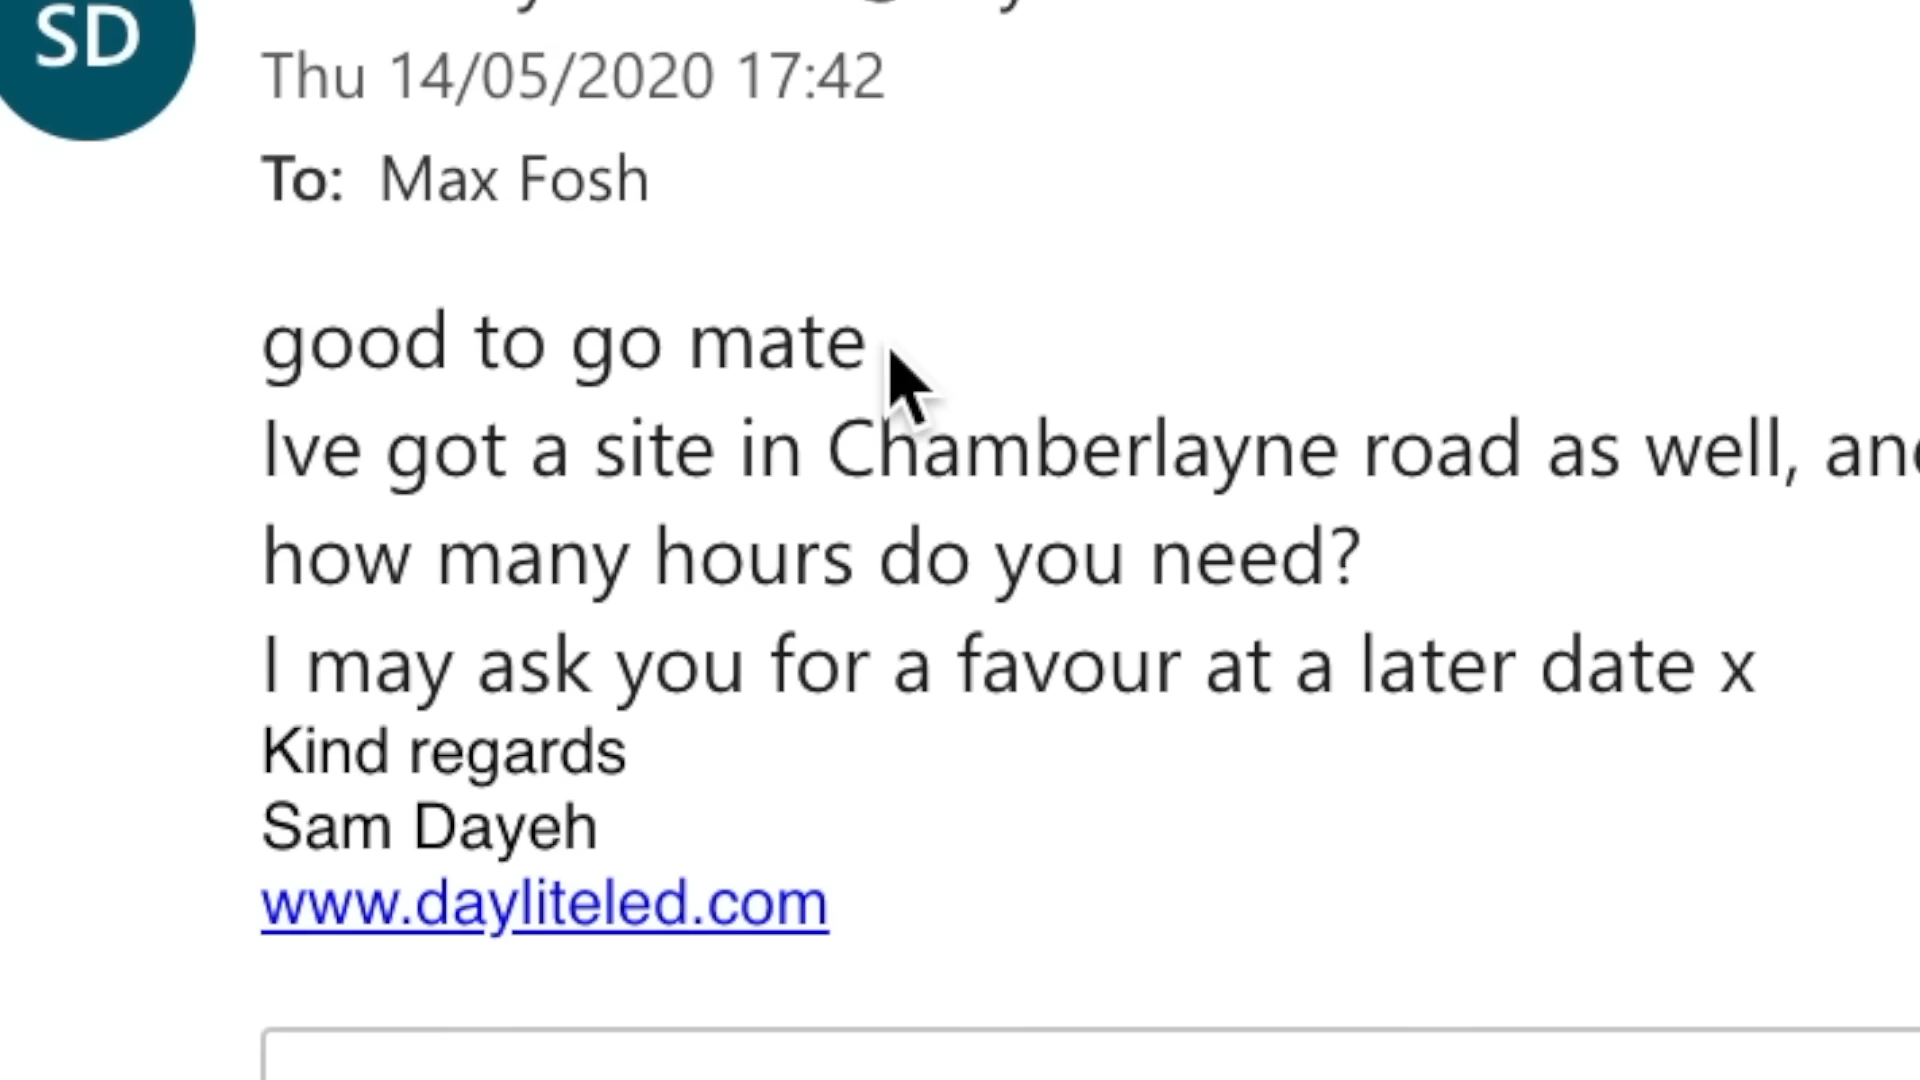 SD
Thu 14/05/2020 17:42
To: Max Fosh
good to go mate
Ive got a site in Chamberlayne road as well,
how many hours do you need?
I may ask you for a favour at a later date x
Kind regards
Sam Dayeh
www.dayliteled.com